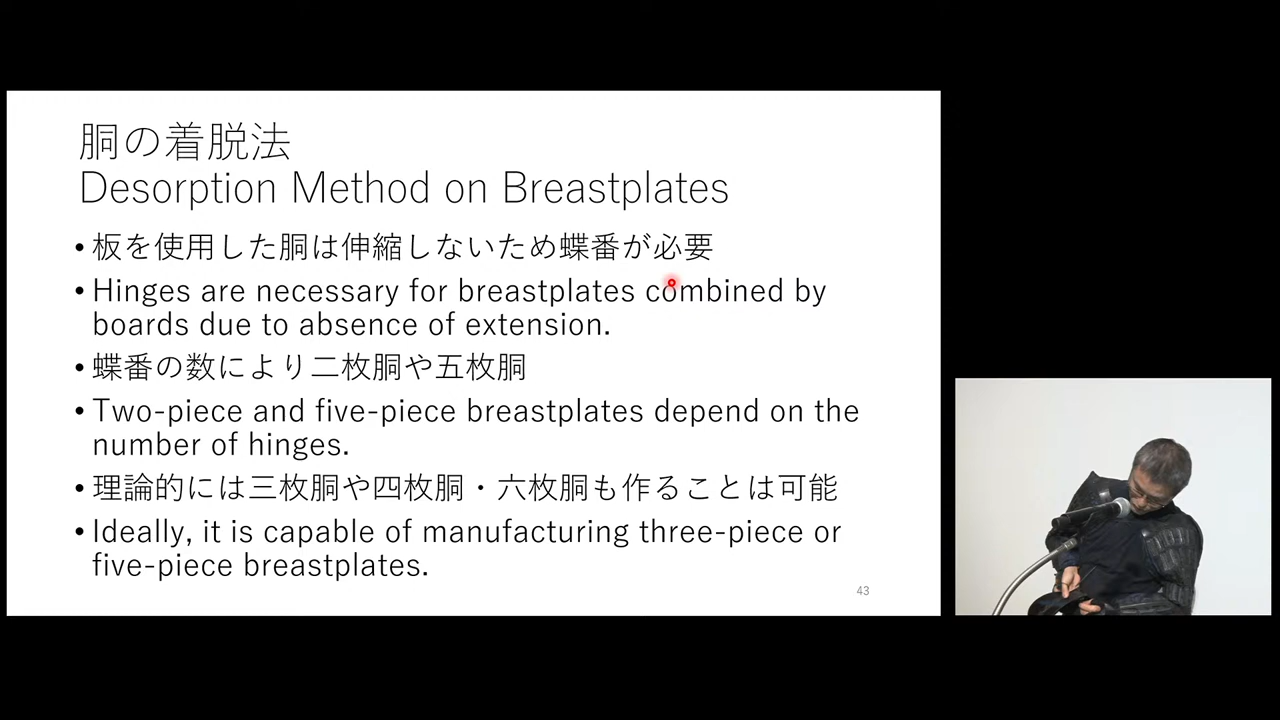 胴の着脱法
Desorption Method on Breastplates
• 板を使用した胴は伸縮しないため蝶番が必要
• Hinges are necessary for breastplates combined by
boards due to absence of extension.
• 蝶番の数により二枚胴や五枚胴
• Two-piece and five-piece breastplates depend on the
number of hinges.
• 理論的には三枚胴や四枚胴・六枚胴も作ることは可能
• Ideally, it is capable of manufacturing three-piece or
five-piece breastplates.
43